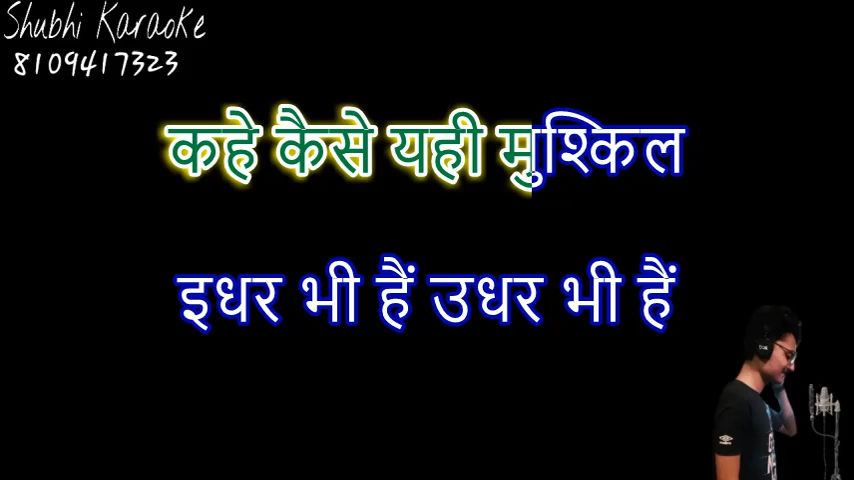 Shubhi Karaoke
8109417323
कहे कैसे यही मुश्किल
इधर भी हैं उधर भी हैं